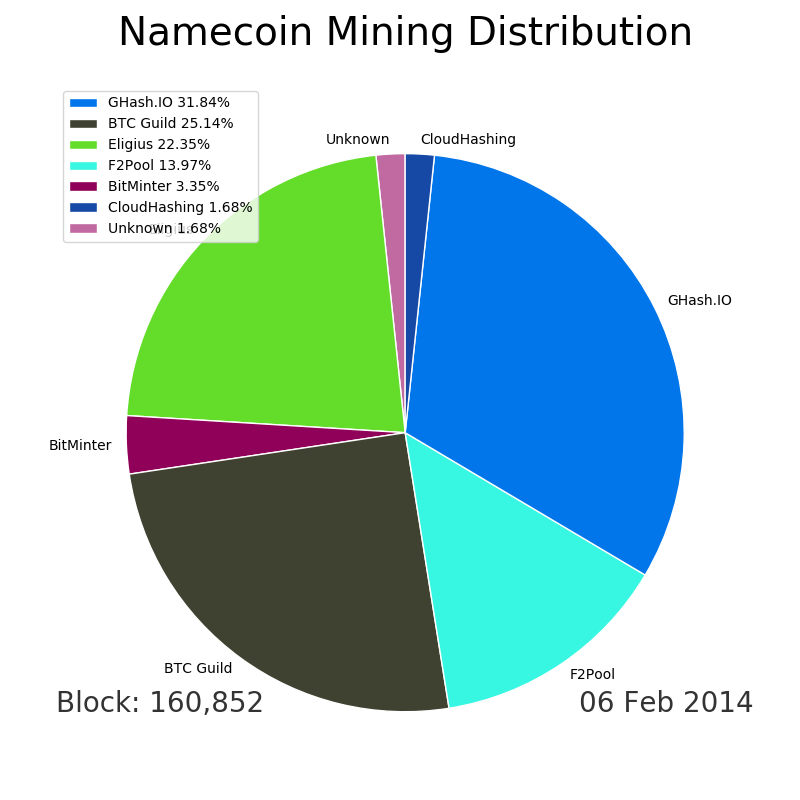 Namecoin Mining Distribution
GHash.IO 31.84%
BTC Guild 25.14%
Eligius 22.35%
F2Pool 13.97%
BitMinter 3.35%
CloudHashing 1.68%
Unknown 1.68%
Unknown
CloudHashing
GHash.IO
BitMinter
BTC Guild
F2Pool
Block: 160,852
06 Feb 2014